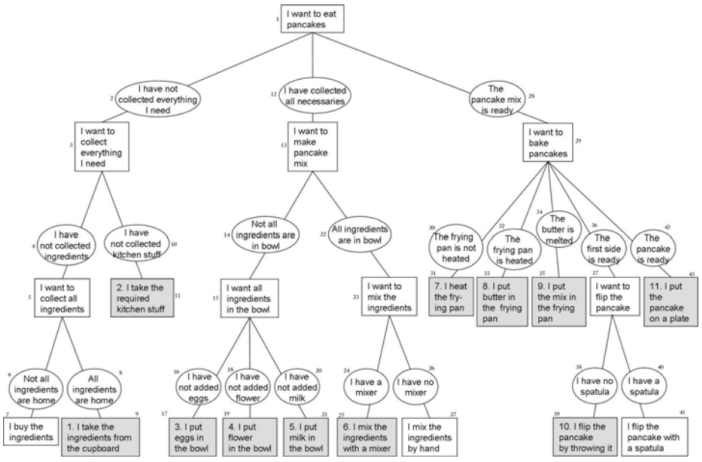 1
I want to eat
pancakes
2
I have not
collected everything
I need
12
I have collected
all necessaries
The
pancake mix
is ready
28
3
I want to
collect
everything
I need
13
I want to
make
pancake
mix
I want to
bake
pancakes
29
4
I have
not collected
ingredients
I have
not collected
kitchen stuff
10
14
Not all
ingredients are
in bowl
22
All ingredients
are in bowl
30
The frying
pan is not
heated
32
The
frying pan
is heated
34
The
butter is
melted
36
The
first side
is ready
42
The
pancake
is ready
5
I want to
collect all
ingredients
2. I take the
required
kitchen stuff
11
15
I want all
ingredients
in the bowl
21
I want to
mix the
ingredients
31
7. I heat
the fry-
ing pan
33
8. I put
butter in
the frying
pan
35
9. I put
the mix in
the frying
pan
37
I want to
flip the
pancake
43
11. I put
the
pancake
on a plate
6
Not all
ingredients
are home
8
All
ingredients
are home
16
I have
not added
eggs
18
I have
not added
flower
20
I have
not added
milk
24
I have a
mixer
26
I have no
mixer
38
I have no
spatula
40
I have a
spatula
7
I buy the
ingredients
9
1. I take the
ingredients from
the cupboard
17
3. I put
eggs in
the bowl
19
4. I put
flower
in the bowl
21
5. I put
milk in
the bowl
25
6. I mix the
ingredients
with a mixer
27
I mix the
ingredients
by hand
39
10. I flip the
pancake
by throwing it
41
I flip the
pancake with
a spatula